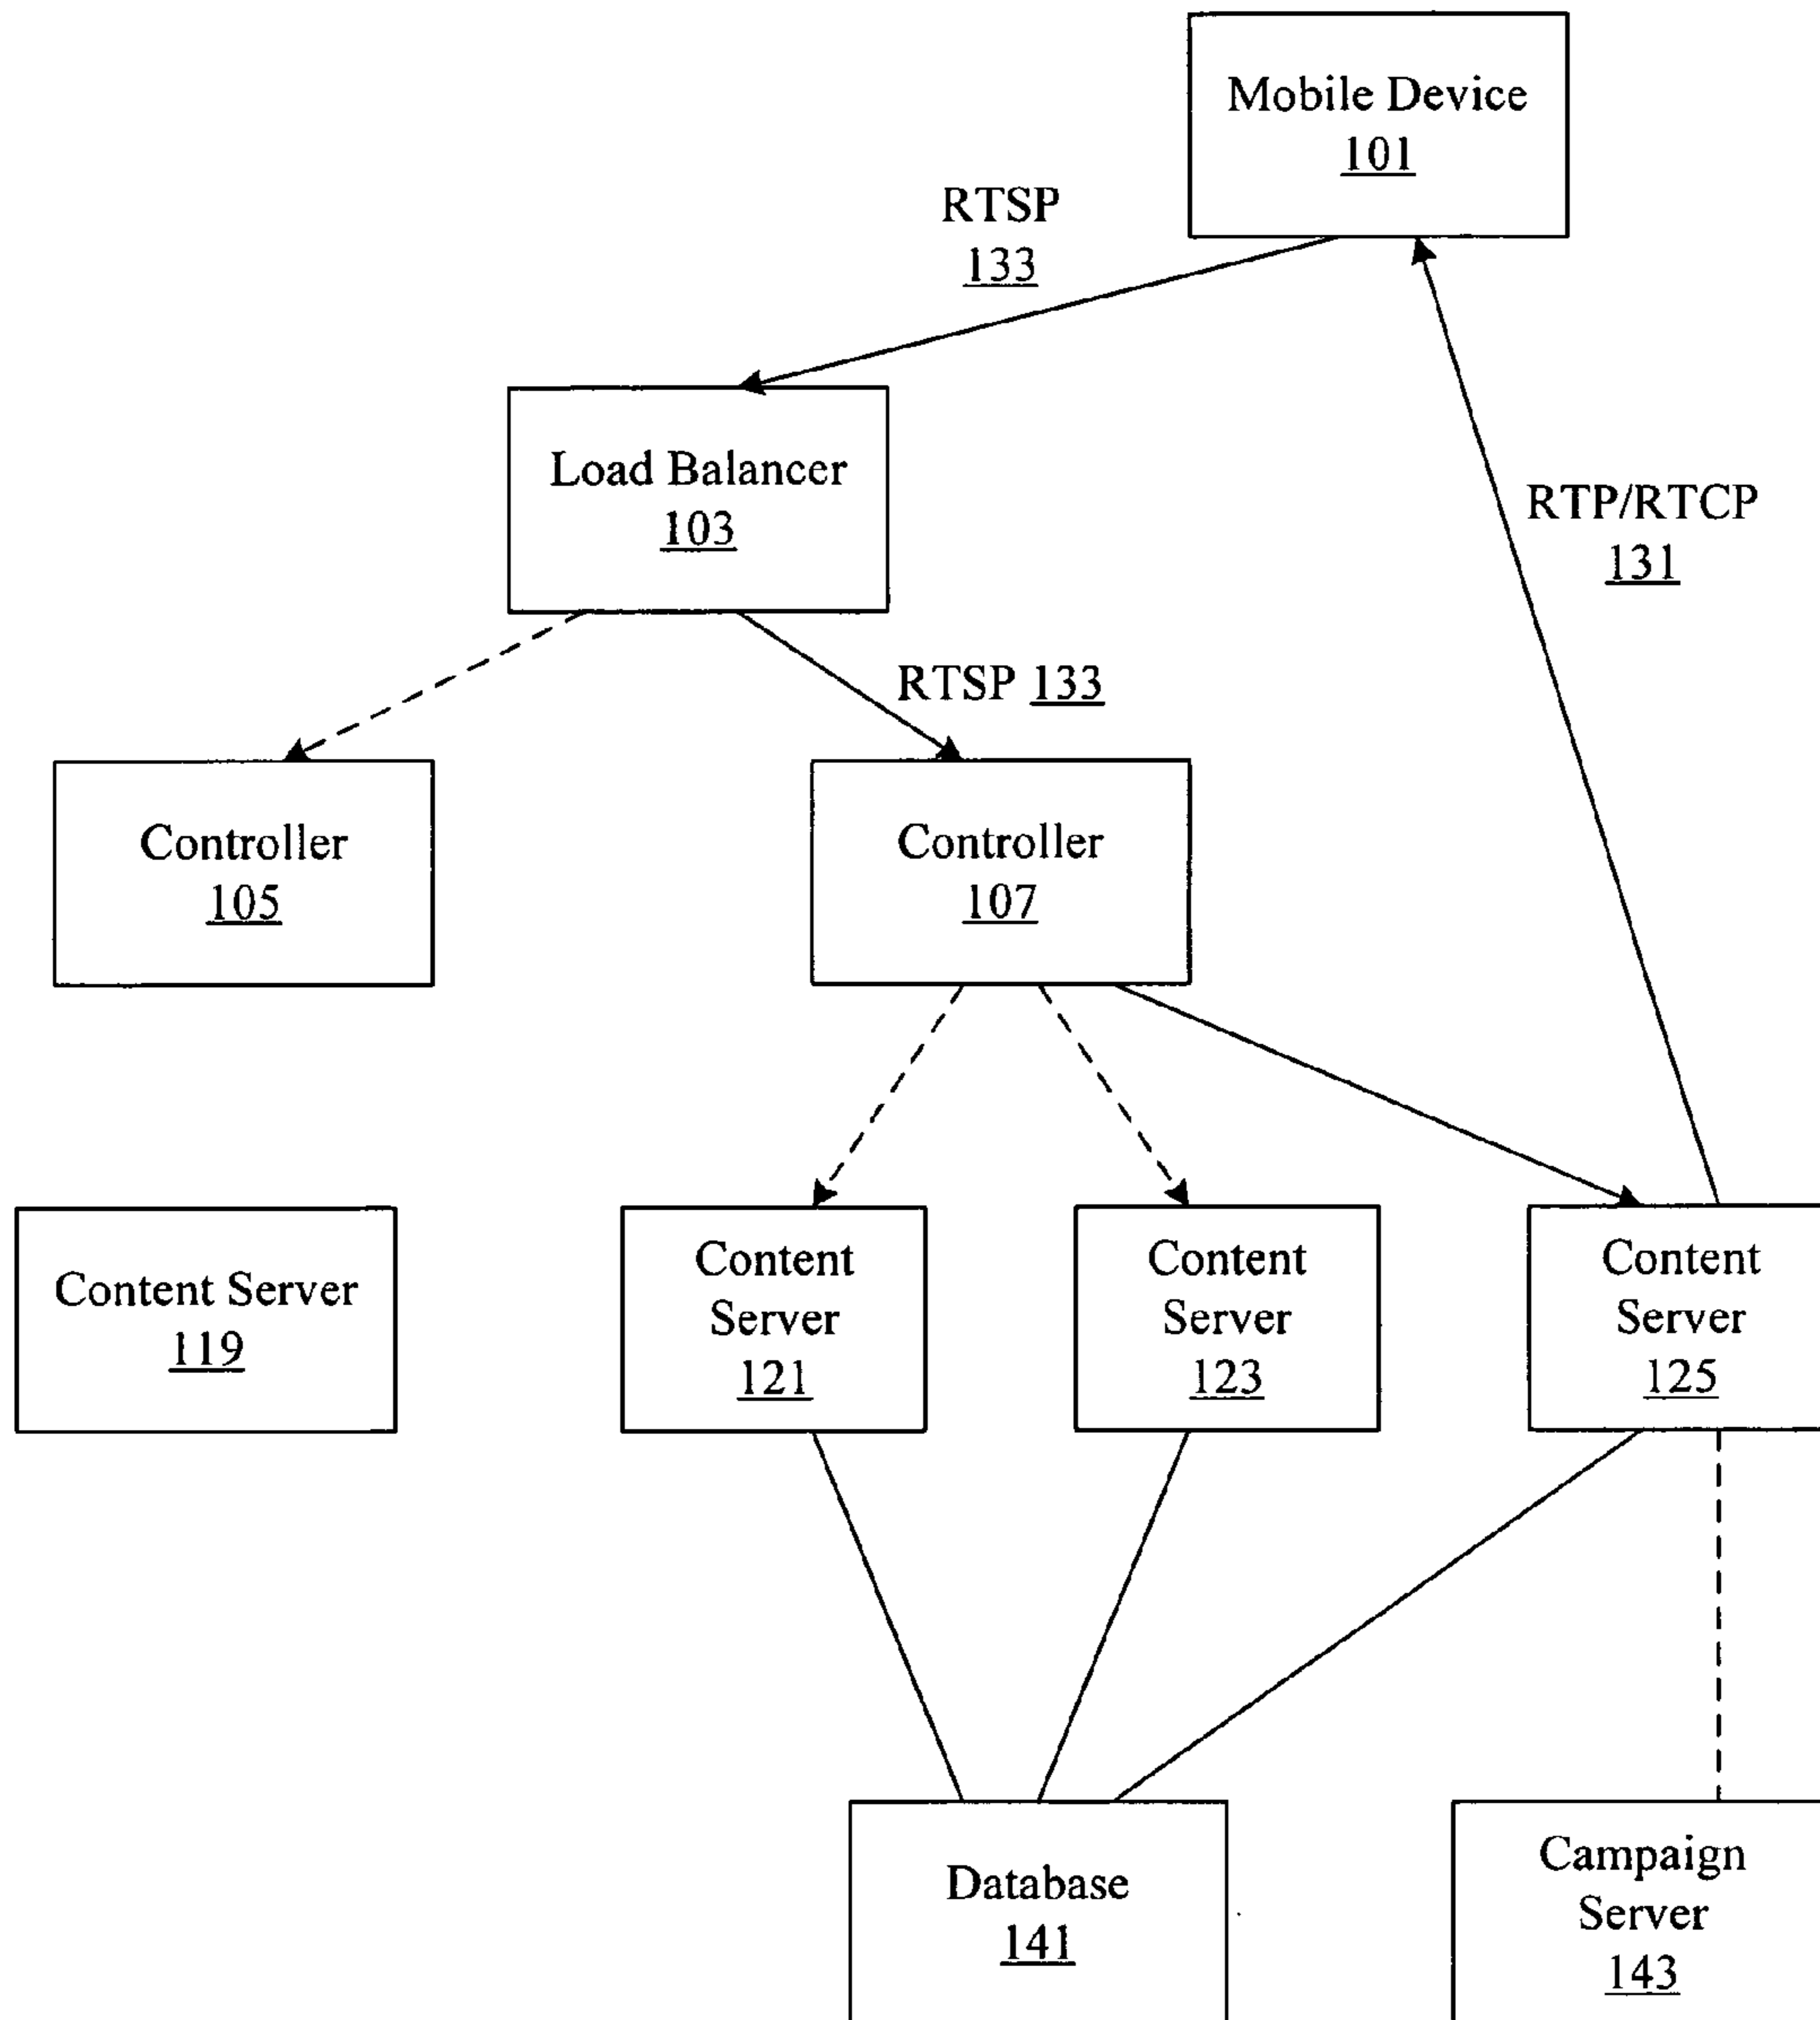 Mobile Device
101
RTSP
133
Load Balancer
103
RTP/RTCP
131
RTSP 133
Controller
105
Controller
107
Content Server
119
Content
Server
121
Content
Server
123
Content
Server
125
Database
141
Campaign
Server
143